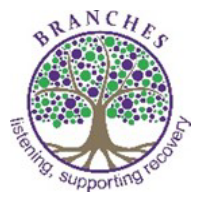 BRANCHES
listening, supporting recovery